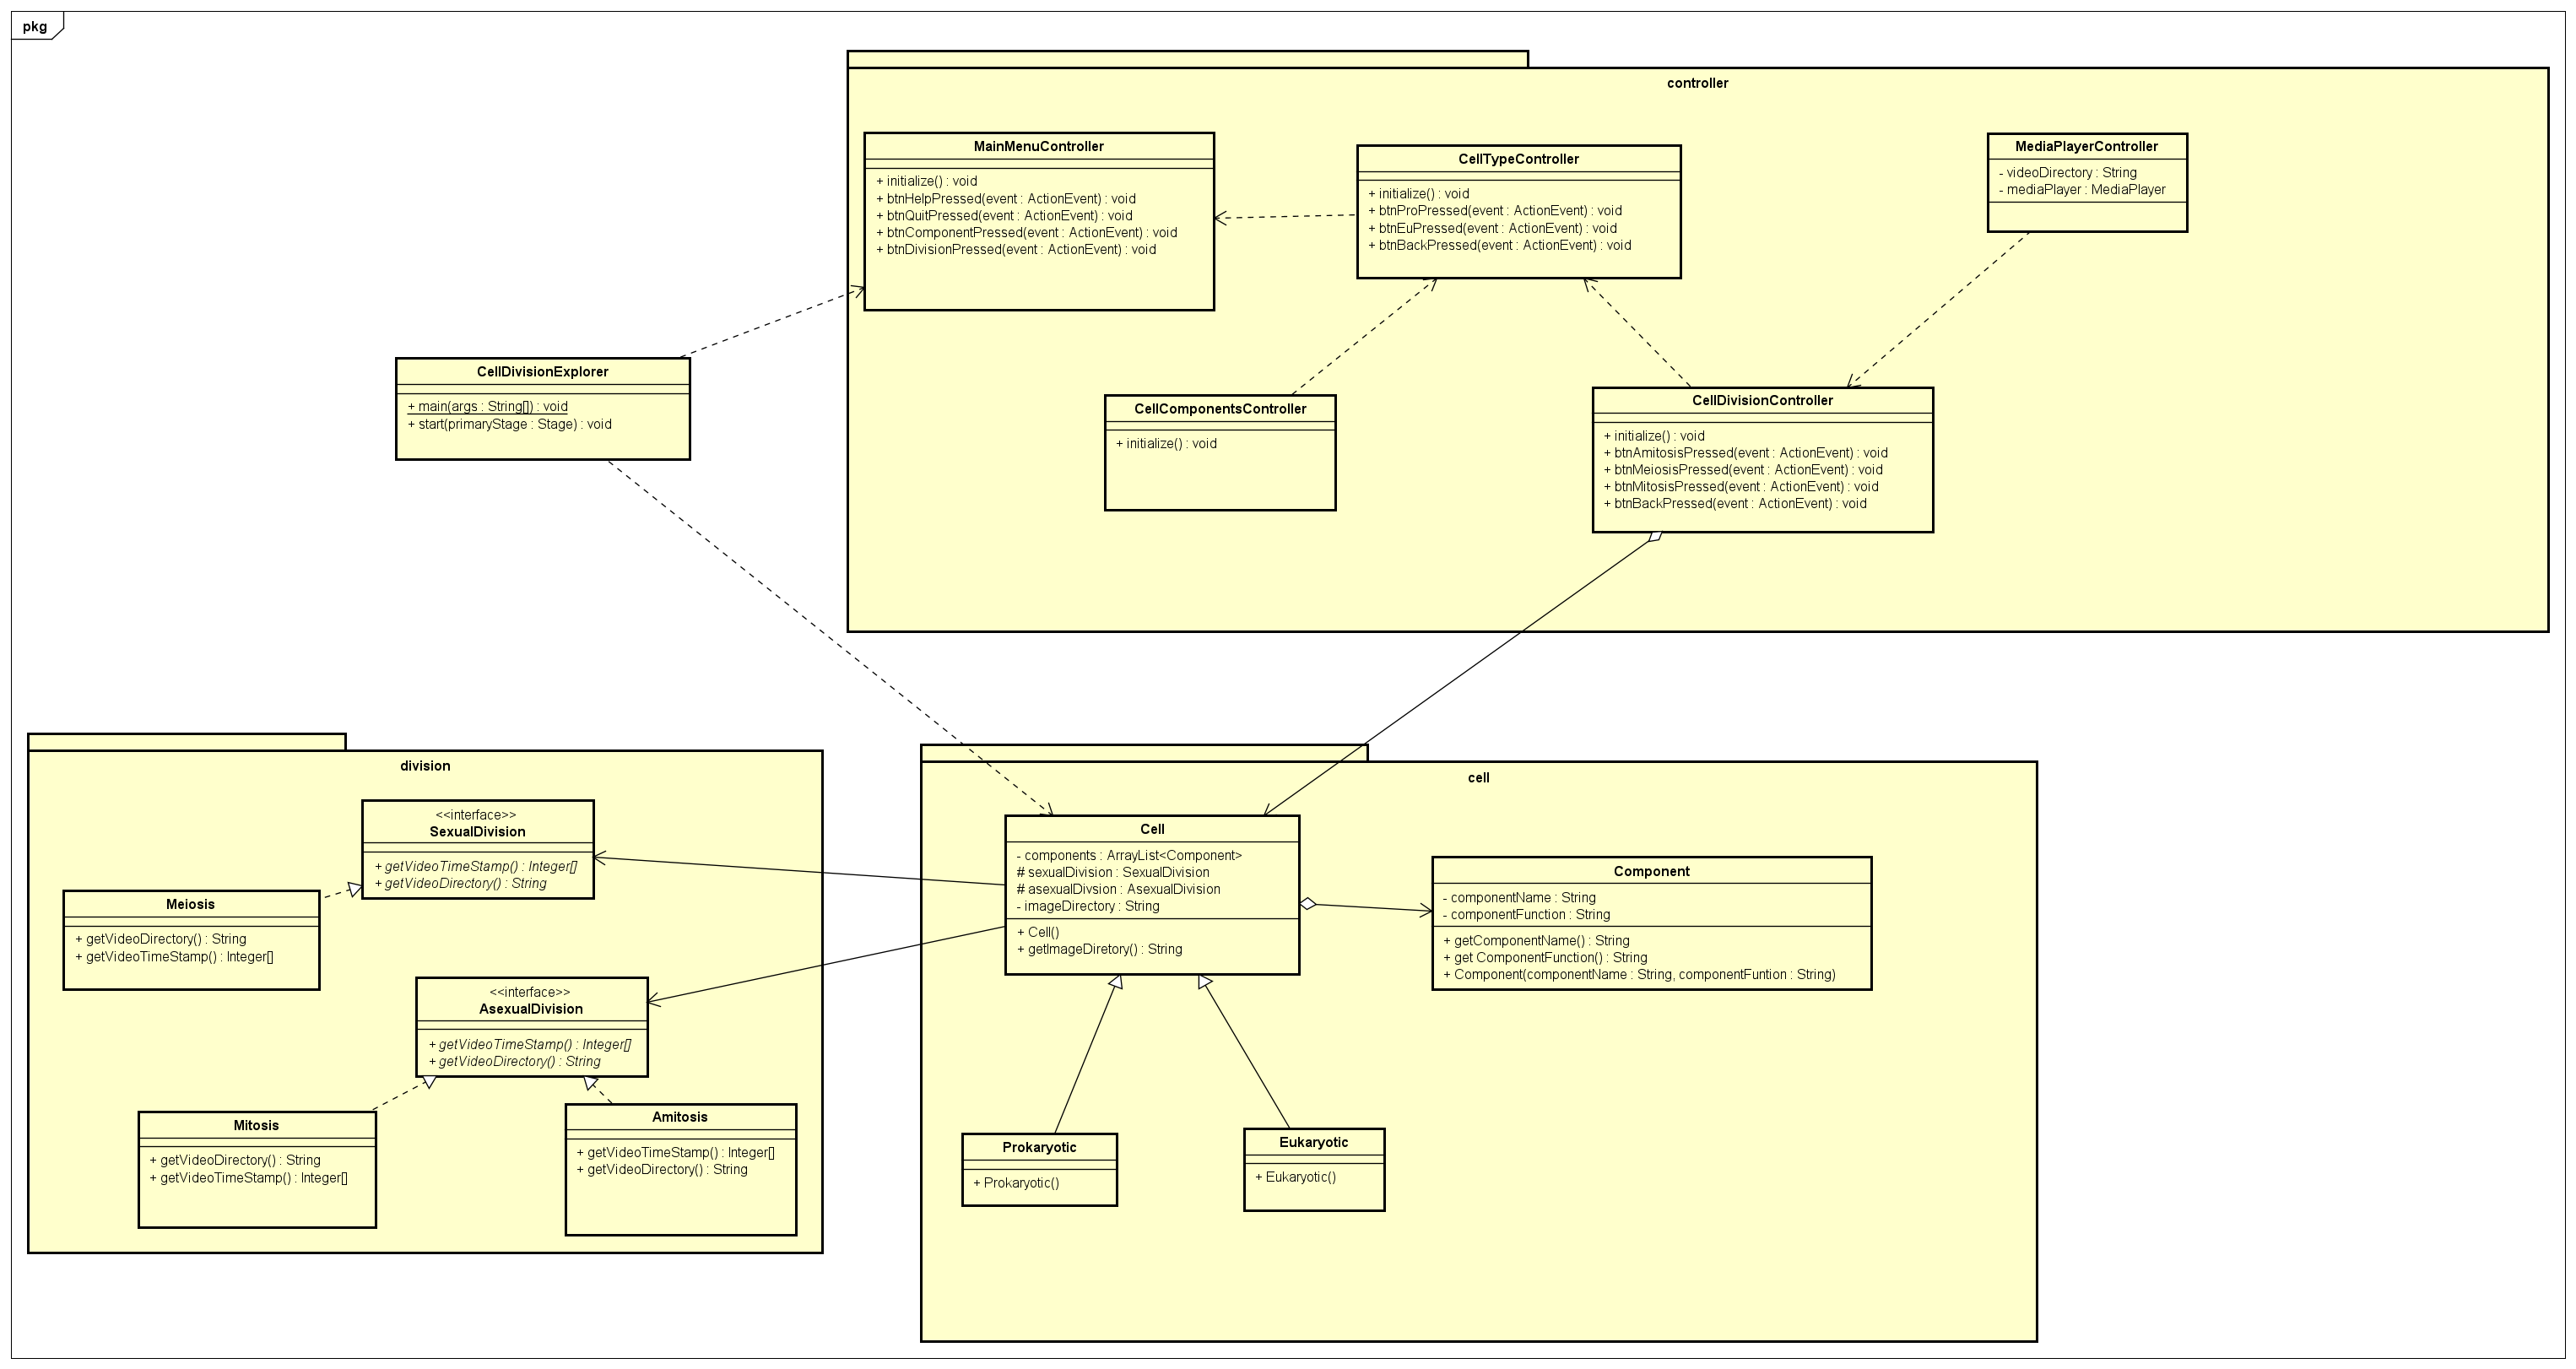 pkg
controller
MainMenuController
+ initialize() : void
+ btnHelpPressed(event : ActionEvent) : void
+ btnQuitPressed(event : ActionEvent) : void
+ btnComponentPressed(event : ActionEvent) : void
+ btnDivisionPressed(event : ActionEvent) : void
CellTypeController
+ initialize() : void
+ btnProPressed(event : ActionEvent) : void
+ btnEuPressed(event : ActionEvent) : void
+ btnBackPressed(event : ActionEvent) : void
MediaPlayerController
- videoDirectory : String
- mediaPlayer : MediaPlayer
CellDivisionExplorer
+ main(args : String[]) : void
+ start(primaryStage : Stage) : void
CellComponentsController
+ initialize() : void
CellDivisionController
+ initialize() : void
+ btnAmitosisPressed(event : ActionEvent) : void
+ btnMeiosisPressed(event : ActionEvent) : void
+ btnMitosisPressed(event : ActionEvent) : void
+ btnBackPressed(event : ActionEvent) : void
division
<<interface>>
SexualDivision
+ getVideoTimeStamp() : Integer[]
+ getVideoDirectory() : String
Meiosis
+ getVideoDirectory() : String
+ getVideoTimeStamp() : Integer[]
<<interface>>
AsexualDivision
+ getVideoTimeStamp() : Integer[]
+ getVideoDirectory() : String
Mitosis
+ getVideoDirectory() : String
+ getVideoTimeStamp() : Integer[]
Amitosis
+ getVideoTimeStamp() : Integer[]
+ getVideoDirectory() : String
cell
Cell
- components : ArrayList<Component>
# sexualDivision : SexualDivision
# asexualDivsion : AsexualDivision
- imageDirectory : String
+ Cell()
+ getImageDiretory() : String
Component
- componentName : String
- componentFunction : String
+ getComponentName() : String
+ get ComponentFunction() : String
+ Component(componentName : String, componentFuntion : String)
Prokaryotic
+ Prokaryotic()
Eukaryotic
+ Eukaryotic()